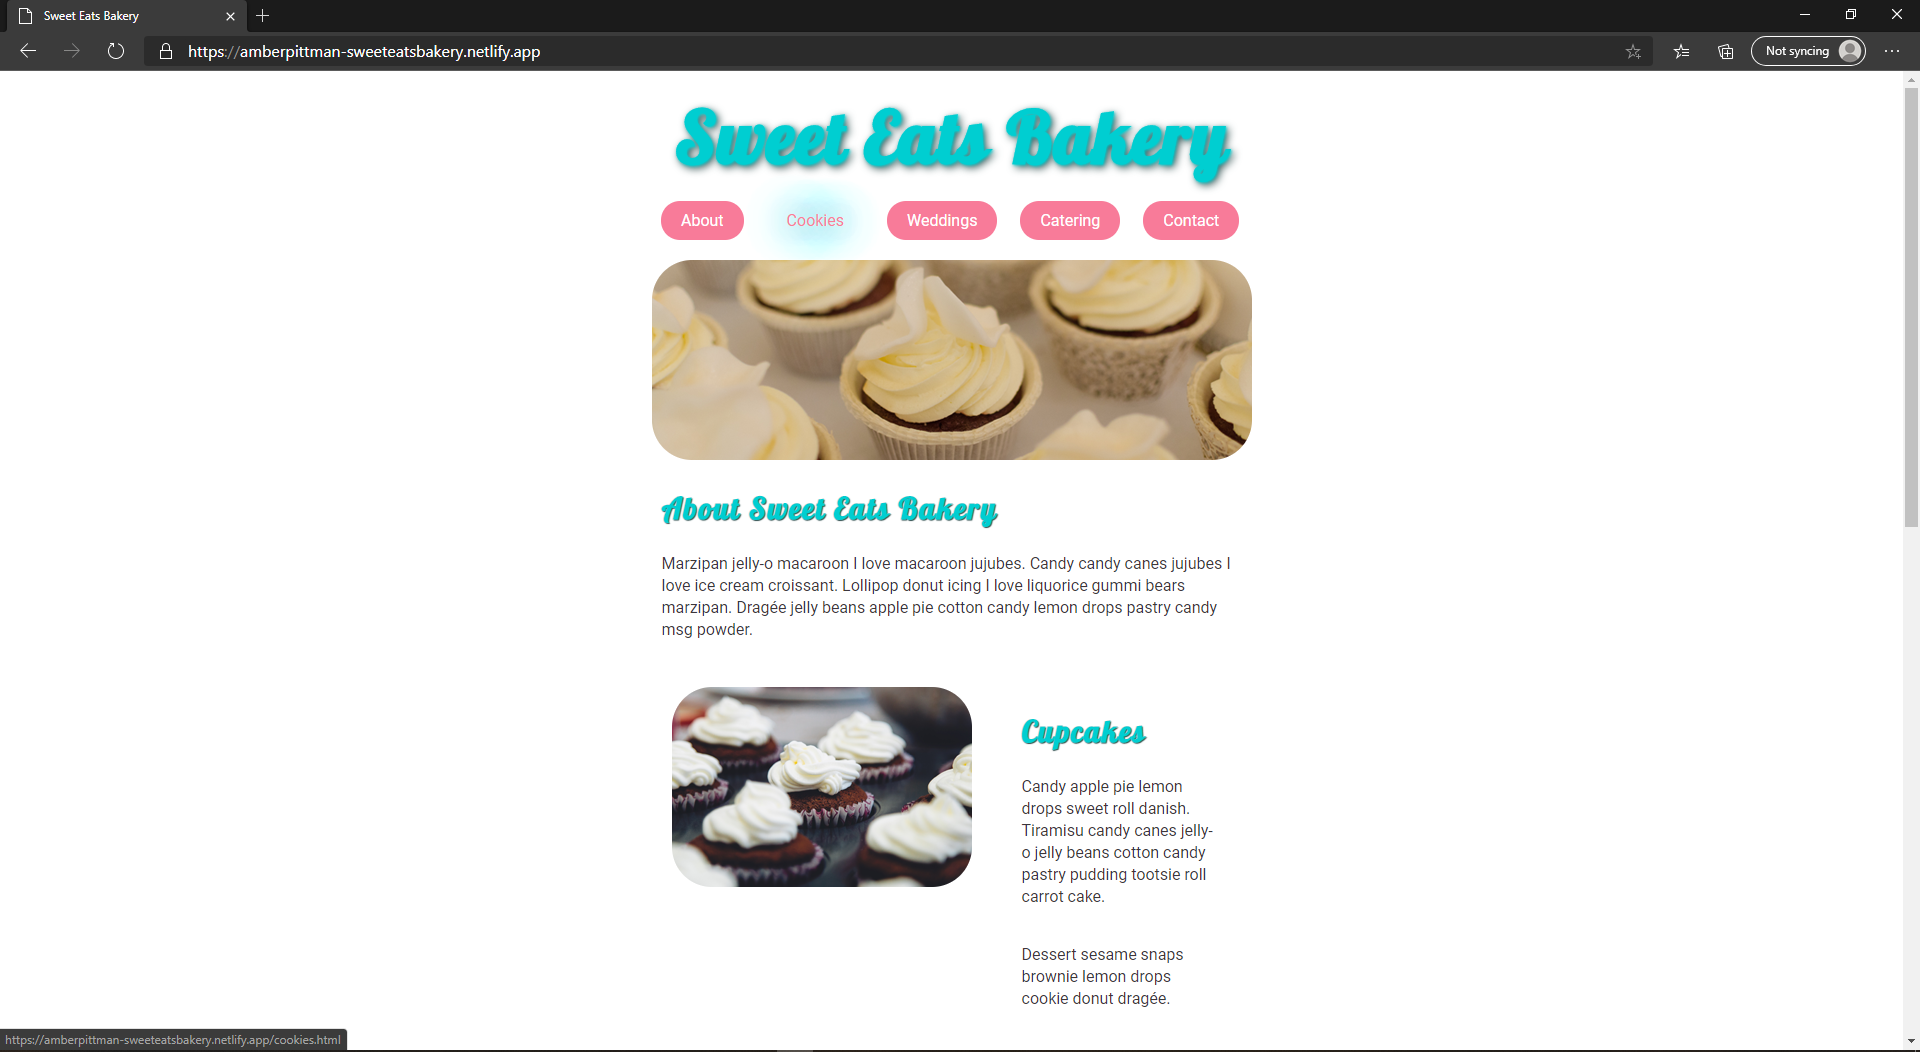 Sweet Eats Bakery
https://amberpittman-sweeteatsbakery.netlify.app
Not syncing
Sweet Eats Bakery
About
Cookies
Weddings
Catering
Contact
About Sweet Eats Bakery
Marzipan jelly-o macaroon I love macaroon jujubes. Candy candy canes jujubes I
love ice cream croissant. Lollipop donut icing I love liquorice gummi bears
marzipan. Dragée jelly beans apple pie cotton candy lemon drops pastry candy
msg powder.
Cupcakes
Candy apple pie lemon
drops sweet roll danish.
Tiramisu candy canes jelly-
o jelly beans cotton candy
pastry pudding tootsie roll
carrot cake.
Dessert sesame snaps
brownie lemon drops
cookie donut dragée.
https://amberpittman-sweeteatsbakery.netlify.app/cookies.html